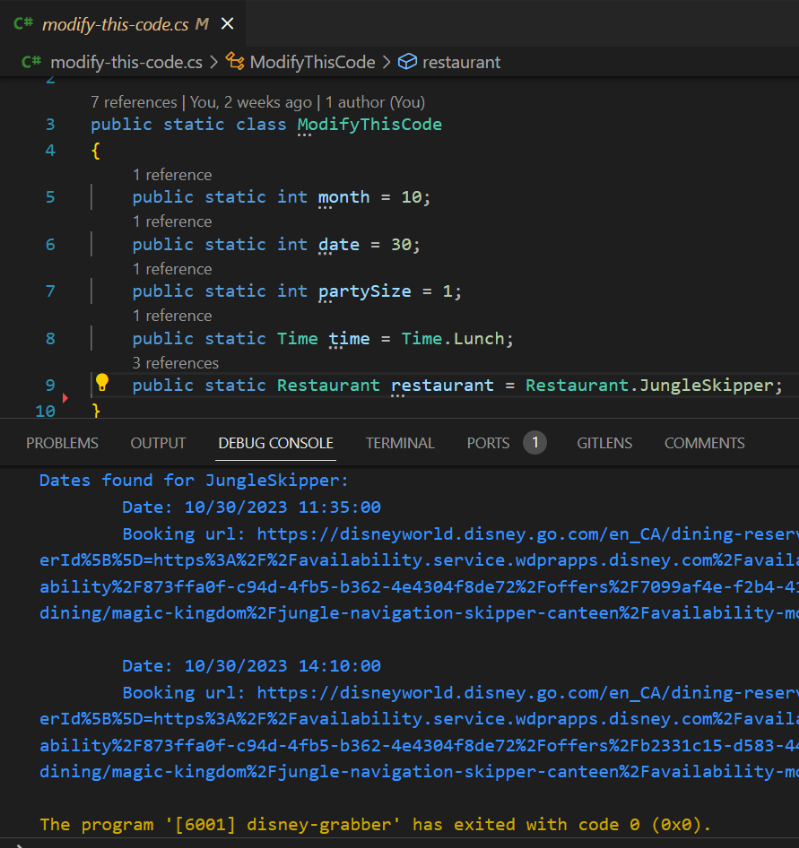 C# modify-this-code.cs M ×
C# modify-this-code.cs > ModifyThisCode > restaurant
2
7 references | You, 2 weeks ago | 1 author (You)
3 public static class ModifyThisCode
4 {
1 reference
5 public static int month = 10;
1 reference
6 public static int date = 30;
1 reference
7 public static int partySize = 1;
1 reference
8 public static Time time = Time.Lunch;
3 references
9 public static Restaurant restaurant = Restaurant.JungleSkipper;
10 }
PROBLEMS OUTPUT DEBUG CONSOLE TERMINAL PORTS 1 GITLENS COMMENTS
Dates found for JungleSkipper:
Date: 10/30/2023 11:35:00
Booking url: https://disneyworld.disney.go.com/en_CA/dining-reserv
erId%5B%5D=https%3A%2F%2Favailability.service.wdprapps.disney.com%2Favaila
ability%2F873ffa0f-c94d-4fb5-b362-4e4304f8de72%2Foffers%2F7099af4e-f2b4-41
dining/magic-kingdom%2Fjungle-navigation-skipper-canteen%2Favailability-mo
Date: 10/30/2023 14:10:00
Booking url: https://disneyworld.disney.go.com/en_CA/dining-reserv
erId%5B%5D=https%3A%2F%2Favailability.service.wdprapps.disney.com%2Favaila
ability%2F873ffa0f-c94d-4fb5-b362-4e4304f8de72%2Foffers%2Fb2331c15-d583-44
dining/magic-kingdom%2Fjungle-navigation-skipper-canteen%2Favailability-mo
The program '[6001] disney-grabber' has exited with code 0 (0x0).